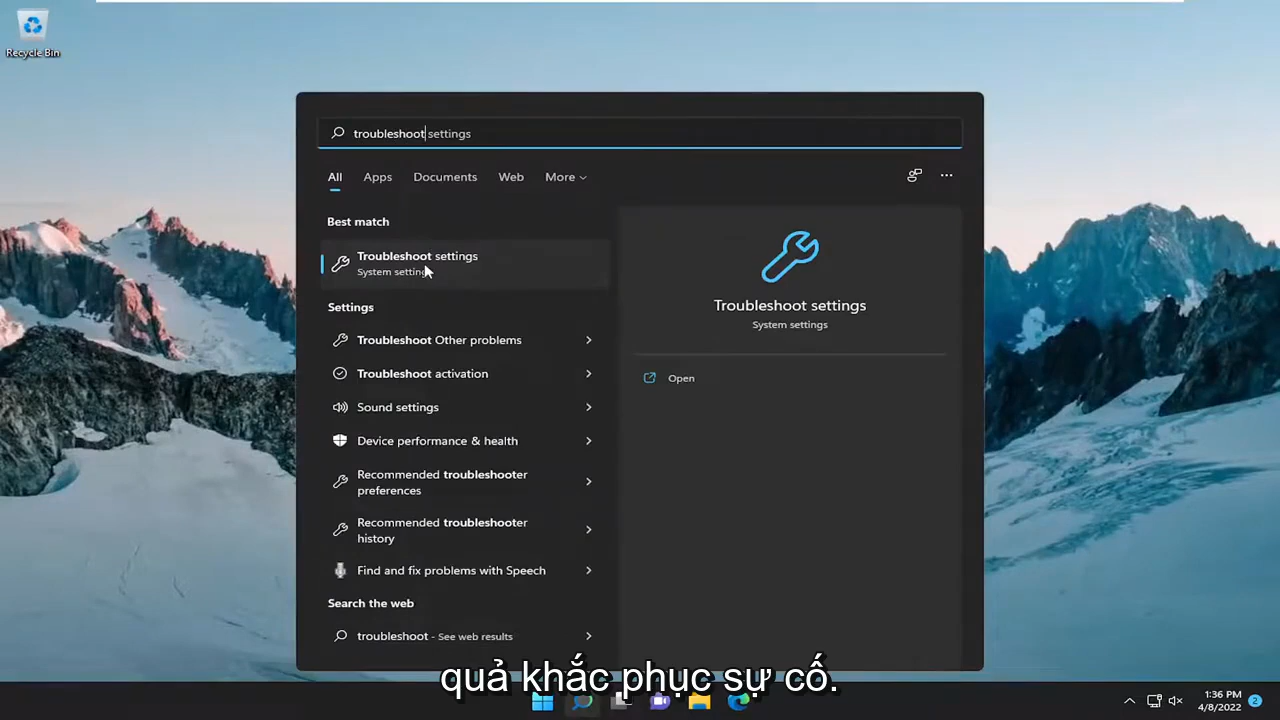 Recycle Bin
troubleshoot settings
All Apps Documents Web More
Best match
Troubleshoot settings
System settings
Settings
Troubleshoot Other problems
Troubleshoot activation
Sound settings
Device performance & health
Recommended troubleshooter
preferences
Recommended troubleshooter
history
Find and fix problems with Speech
Search the web
troubleshoot - See web results
Troubleshoot settings
System settings
Open
quả khắc phục sự cố.
1:36 PM
4/8/2022
2